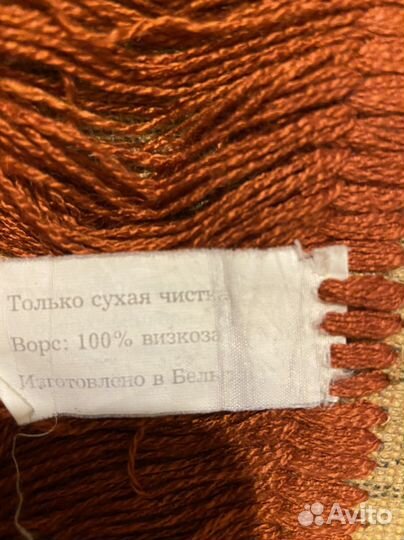 Только сухая чистка
Ворс: 100% визкоза
Изготовлено в
Avito